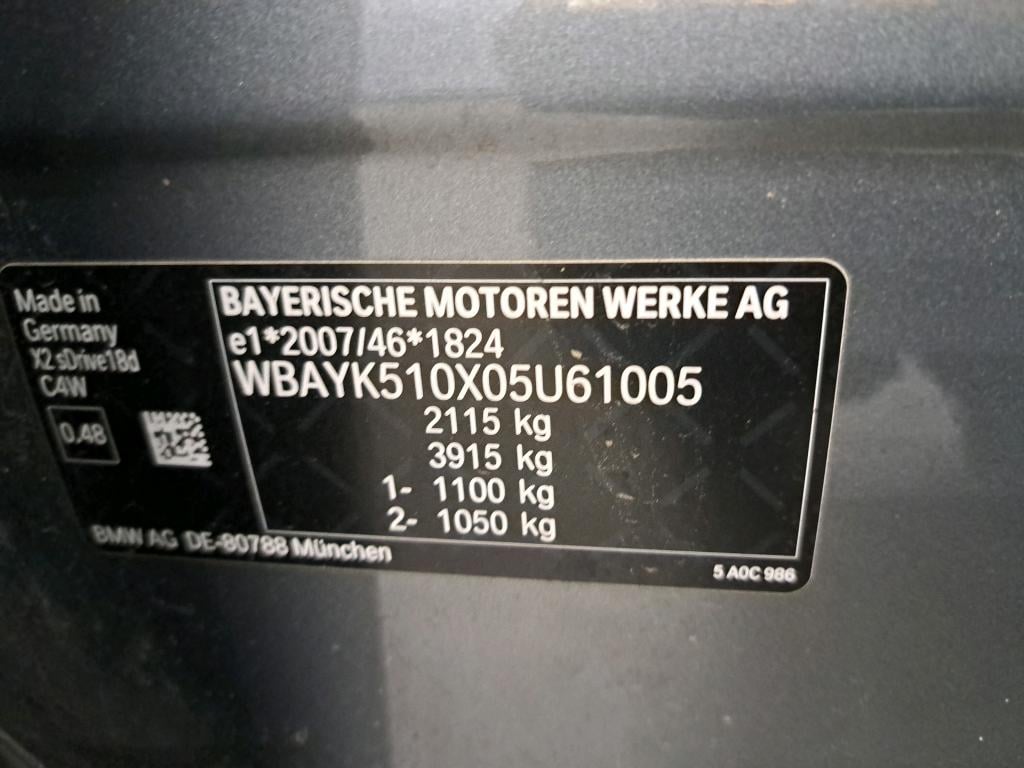 Made in
Germany
X2 sDrive18d
C4W
0.48
BAYERISCHE MOTOREN WERKE AG
e1*2007/46*1824
WBAYK510X05U61005
2115 kg
3915 kg
1- 1100 kg
2- 1050 kg
BMW AG DE-80788 München
5 A0C 986